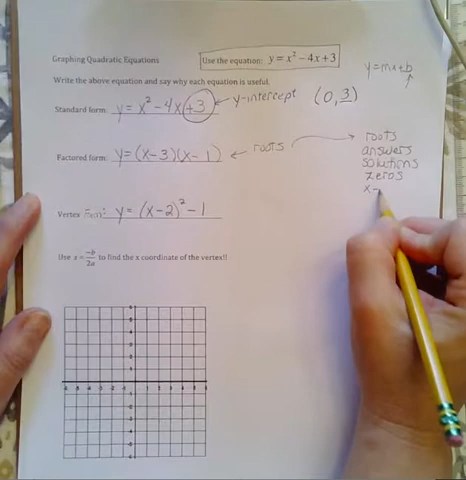 Graphing Quadratic Equations Use the equation: y = x² − 4x + 3
y = mx + b
Write the above equation and say why each equation is useful.
Standard form: y = x² − 4x + 3 ← y-intercept (0, 3)
Factored form: y = (x − 3)(x − 1) ← roots → roots
answers
solutions
zeros
x -
Vertex Form: y = (x − 2)² − 1
Use x = −b/2a to find the x coordinate of the vertex!!